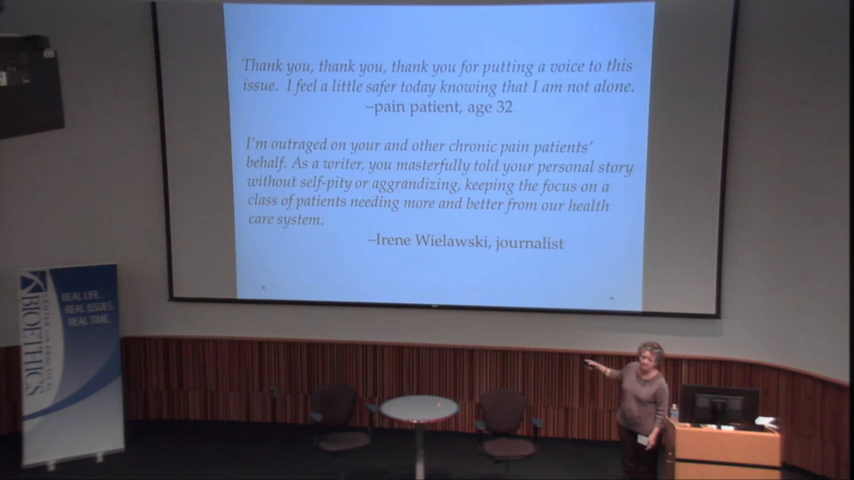 Thank you, thank you, thank you for putting a voice to this
issue. I feel a little safer today knowing that I am not alone.
–pain patient, age 32
I'm outraged on your and other chronic pain patients'
behalf. As a writer, you masterfully told your personal story
without self-pity or aggrandizing, keeping the focus on a
class of patients needing more and better from our health
care system.
–Irene Wielawski, journalist
CENTER FOR PRACTICAL
BIOETHICS
REAL LIFE.
REAL ISSUES.
REAL TIME.